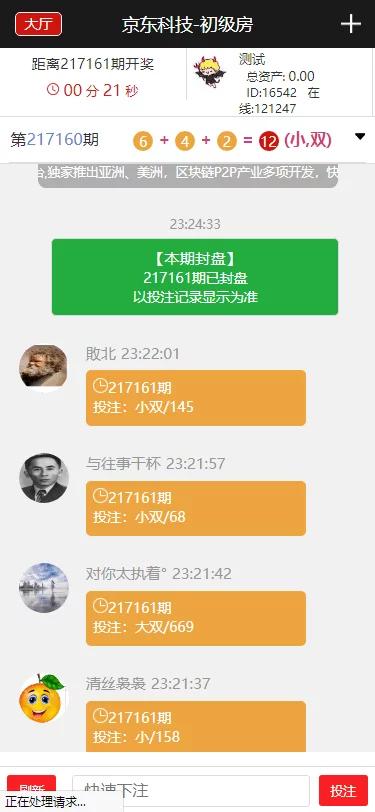 大厅
京东科技-初级房
距离217161期开奖
00 分 21 秒
测试
总资产: 0.00
ID:16542 在
线:121247
第217160期
6 + 4 + 2 = 12 (小,双)
台,独家推出亚洲、美洲，区块链P2P产业多项开发，快
23:24:33
【本期封盘】
217161期已封盘
以投注记录显示为准
敗北 23:22:01
217161期
投注：小双/145
与往事干杯 23:21:57
217161期
投注：小双/68
对你太执着° 23:21:42
217161期
投注：大双/669
清丝袅袅 23:21:37
217161期
投注：小/158
刷新
快速下注
投注
正在处理请求...